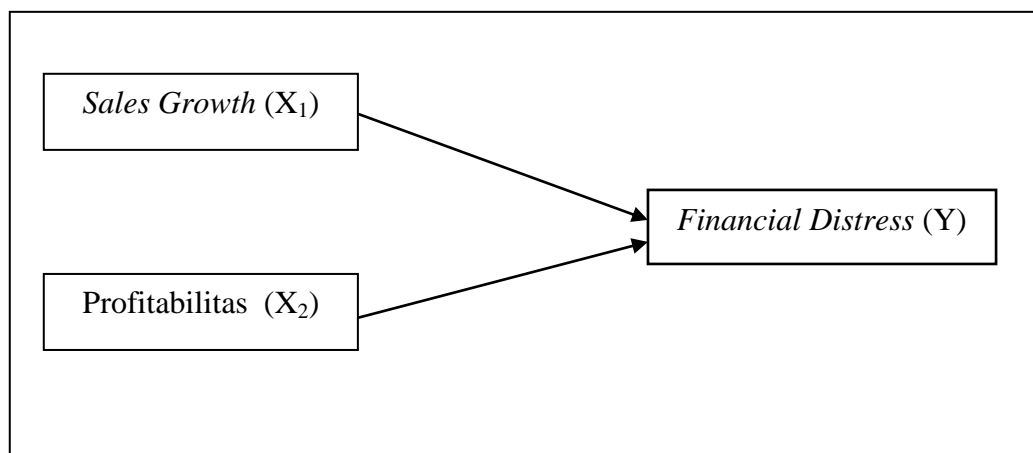 Sales Growth (X₁)
Financial Distress (Y)
Profitabilitas (X₂)